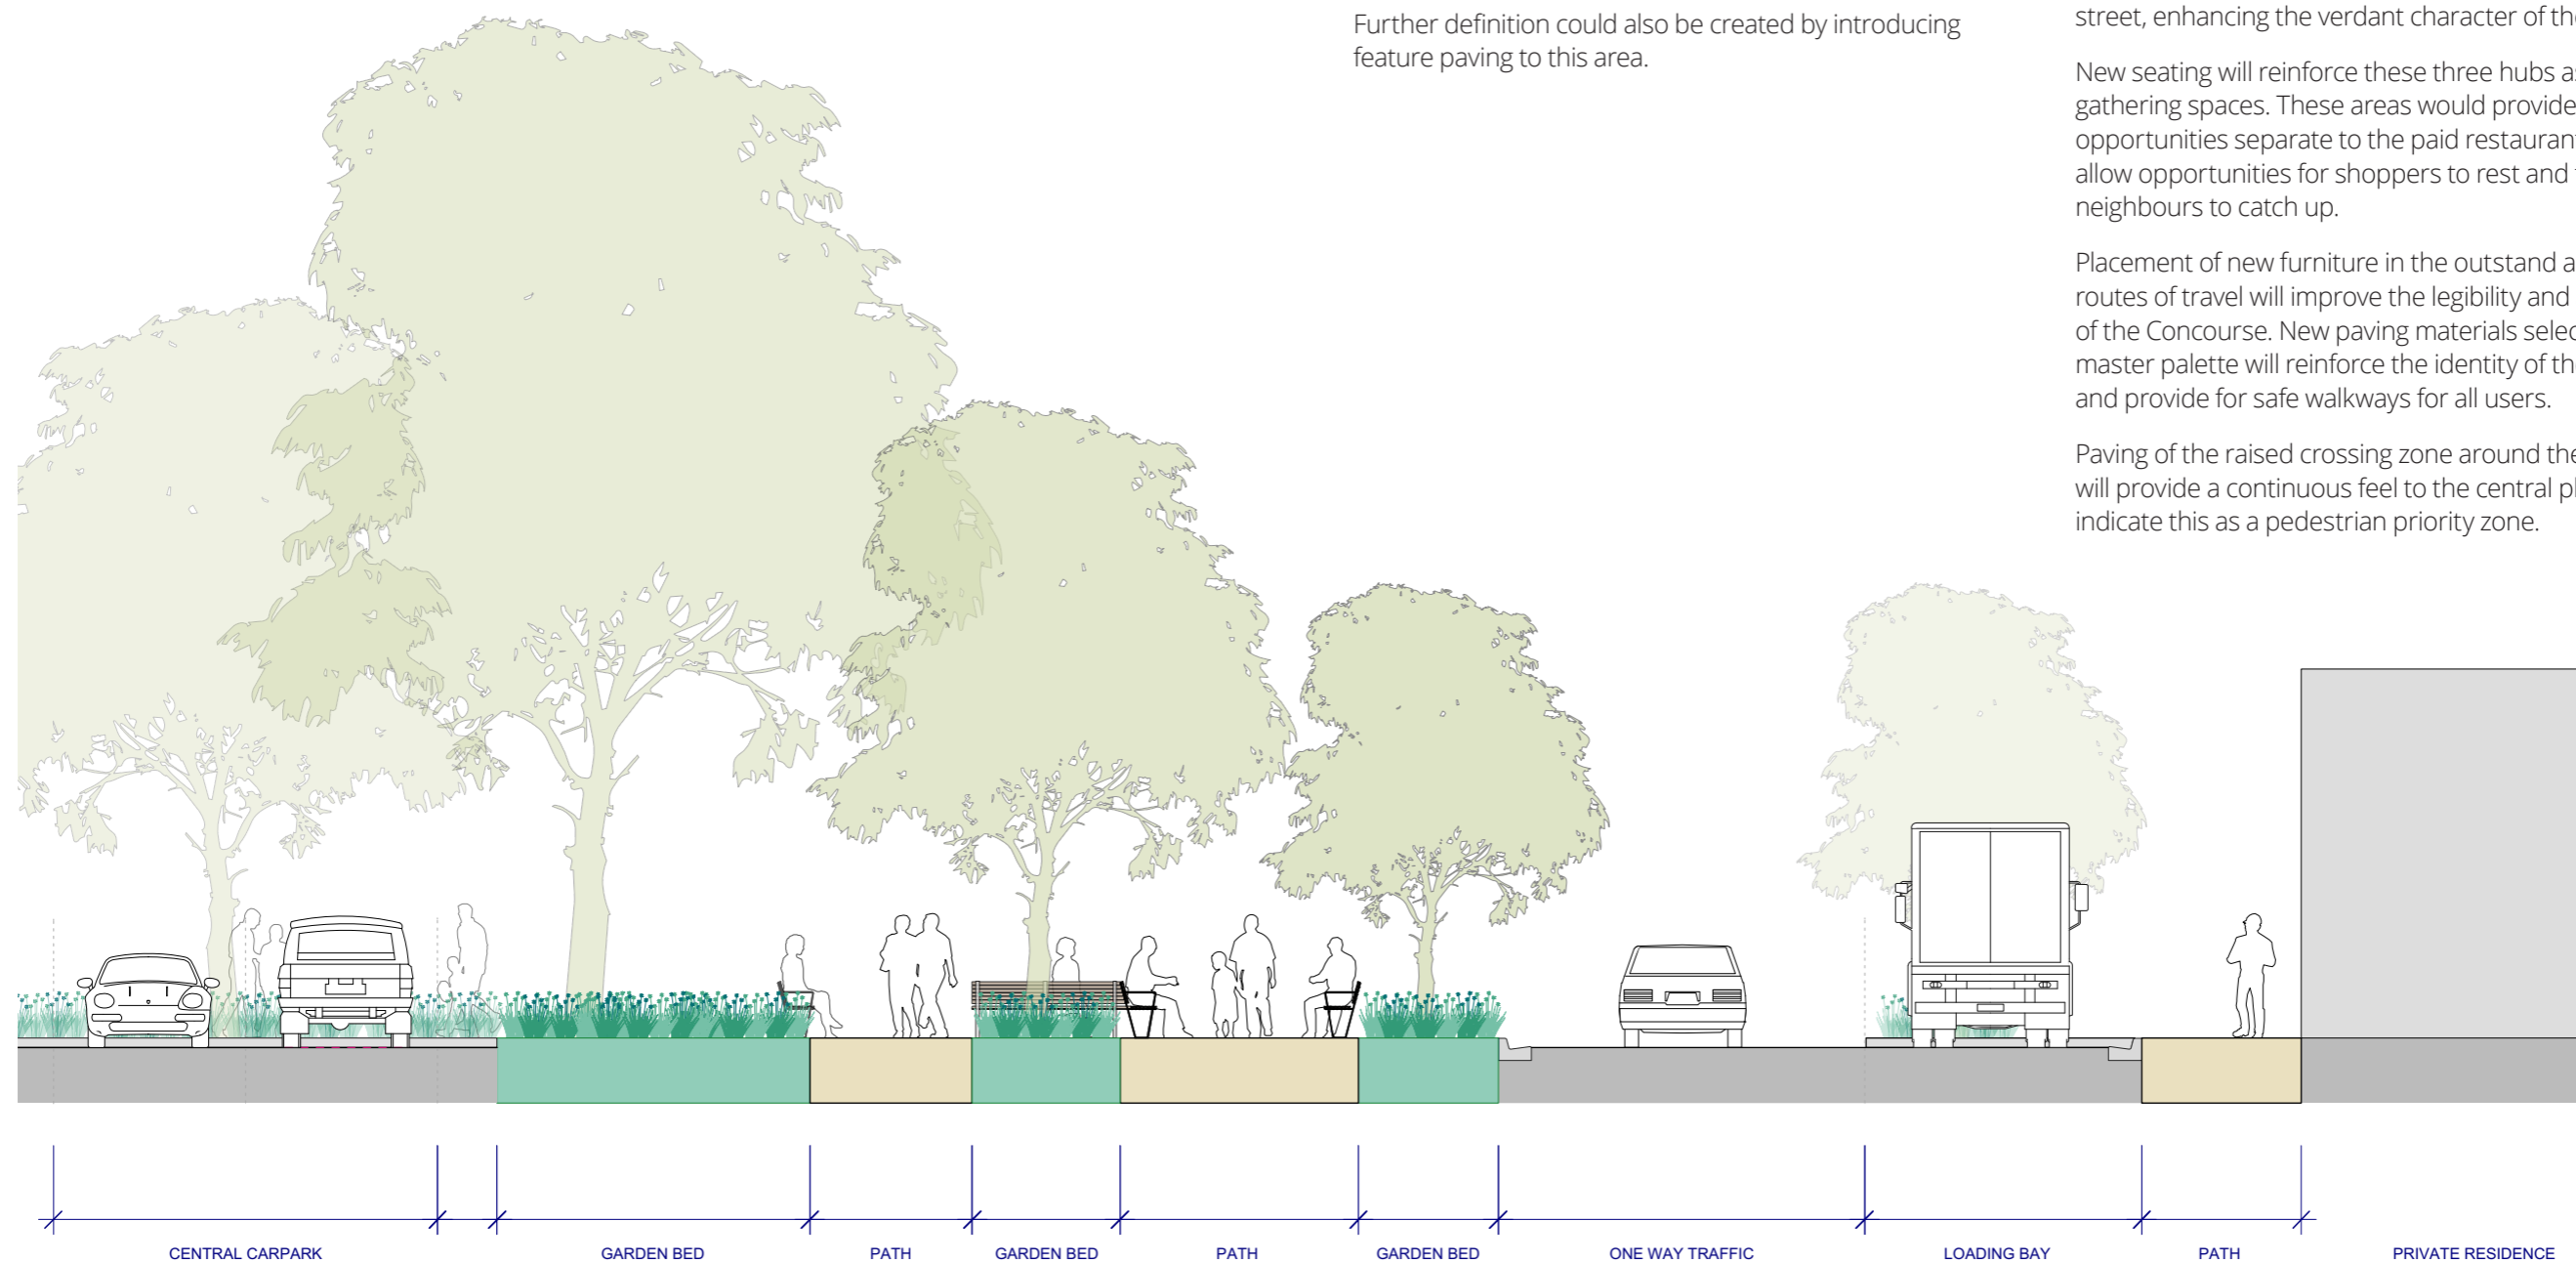 Further definition could also be created by introducing
feature paving to this area.
street, enhancing the verdant character of the
New seating will reinforce these three hubs a
gathering spaces. These areas would provide
opportunities separate to the paid restaurant
allow opportunities for shoppers to rest and
neighbours to catch up.
Placement of new furniture in the outstand a
routes of travel will improve the legibility and
of the Concourse. New paving materials selec
master palette will reinforce the identity of the
and provide for safe walkways for all users.
Paving of the raised crossing zone around the
will provide a continuous feel to the central pl
indicate this as a pedestrian priority zone.
CENTRAL CARPARK
GARDEN BED
PATH
GARDEN BED
PATH
GARDEN BED
ONE WAY TRAFFIC
LOADING BAY
PATH
PRIVATE RESIDENCE